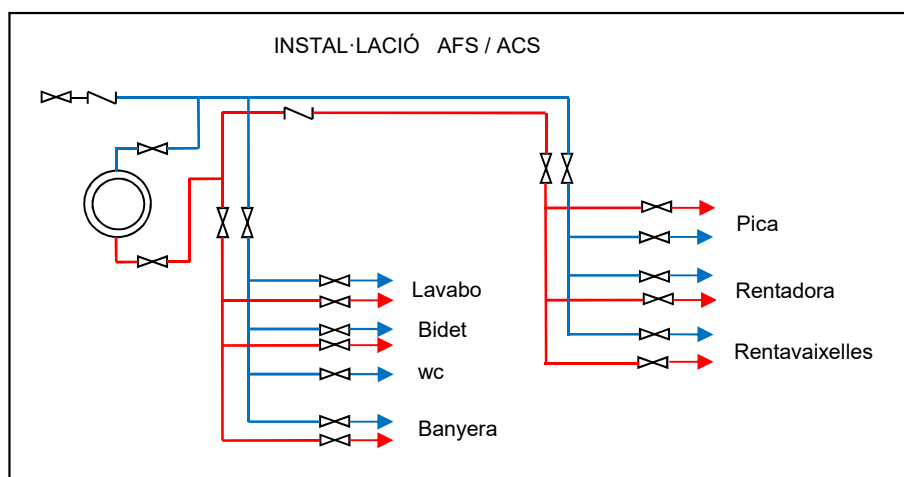 INSTAL·LACIÓ AFS / ACS
Pica
Lavabo
Rentadora
Bidet
Rentavaixelles
wc
Banyera